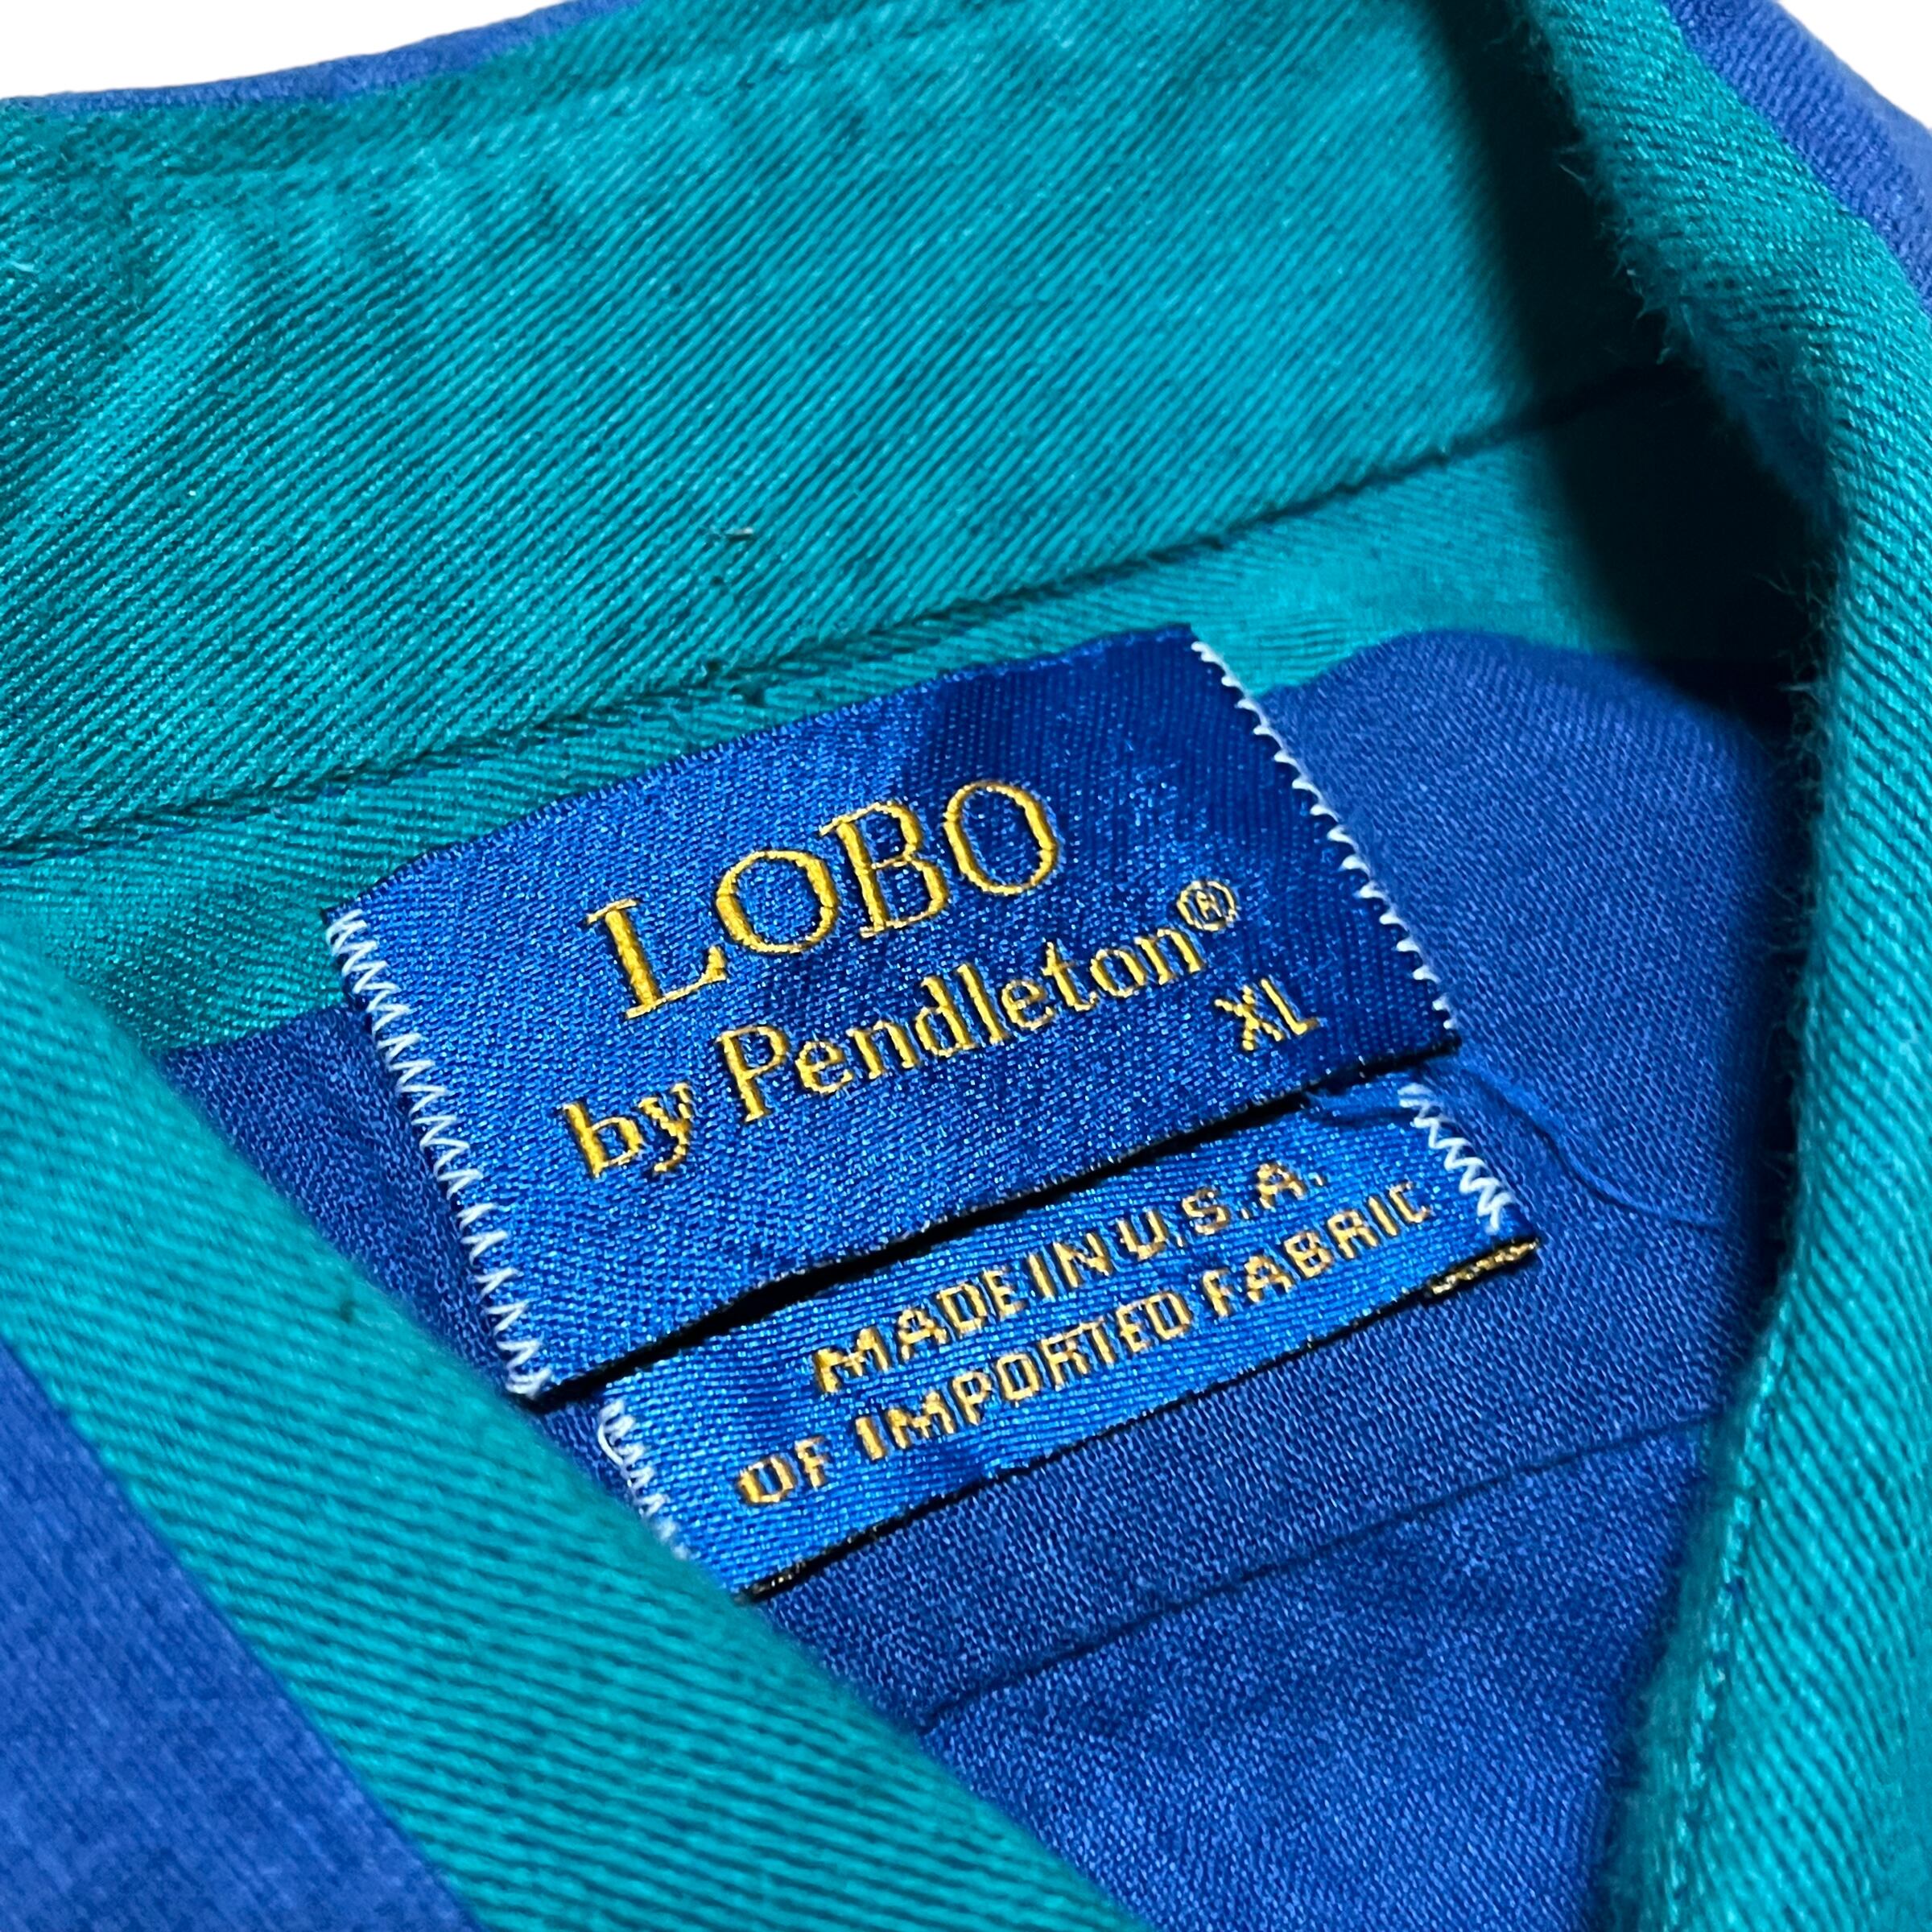 LOBO
by Pendleton®
XL
MADE IN U.S.A.
OF IMPORTED FABRIC